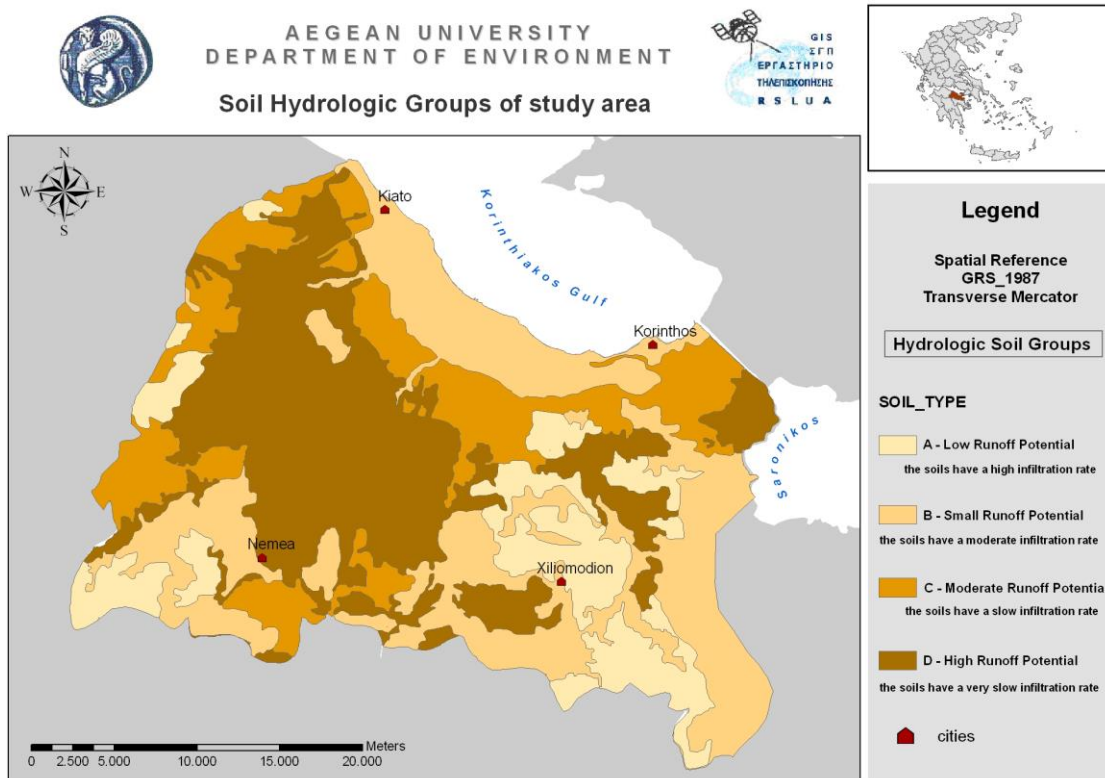 AEGEAN UNIVERSITY
DEPARTMENT OF ENVIRONMENT
Soil Hydrologic Groups of study area
GIS
ΣΓΠ
ΕΡΓΑΣΤΗΡΙΟ
ΤΗΛΕΠΙΣΚΟΠΗΣΗΣ
RSLUA
N
W E
S
Kiato
Korinthiakos Gulf
Korinthos
Saronikos
Nemea
Xiliomodion
Meters
0 2.500 5.000 10.000 15.000 20.000
Legend
Spatial Reference
GRS_1987
Transverse Mercator
Hydrologic Soil Groups
SOIL_TYPE
A - Low Runoff Potential
the soils have a high infiltration rate
B - Small Runoff Potential
the soils have a moderate infiltration rate
C - Moderate Runoff Potentia
the soils have a slow infiltration rate
D - High Runoff Potential
the soils have a very slow infiltration rate
cities